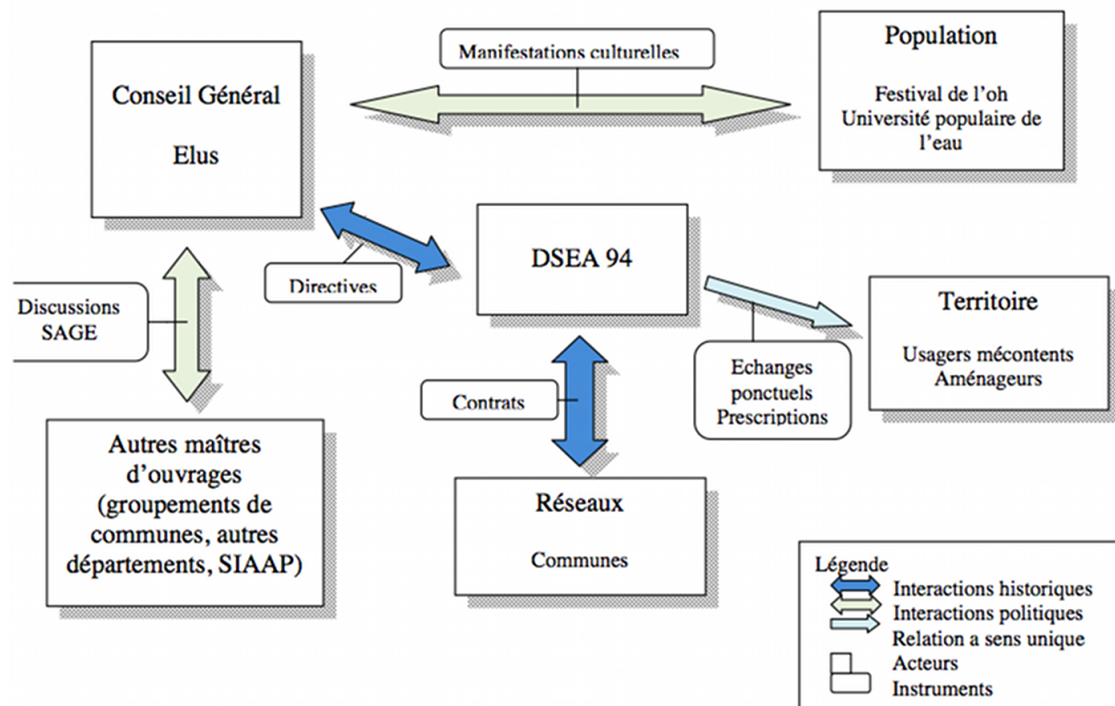 Manifestations culturelles
Population
Festival de l'oh
Université populaire de
l'eau
Conseil Général
Elus
DSEA 94
Directives
Discussions
SAGE
Territoire
Usagers mécontents
Aménageurs
Echanges
ponctuels
Prescriptions
Contrats
Autres maîtres
d'ouvrages
(groupements de
communes, autres
départements, SIAAP)
Réseaux
Communes
Légende
Interactions historiques
Interactions politiques
Relation a sens unique
Acteurs
Instruments